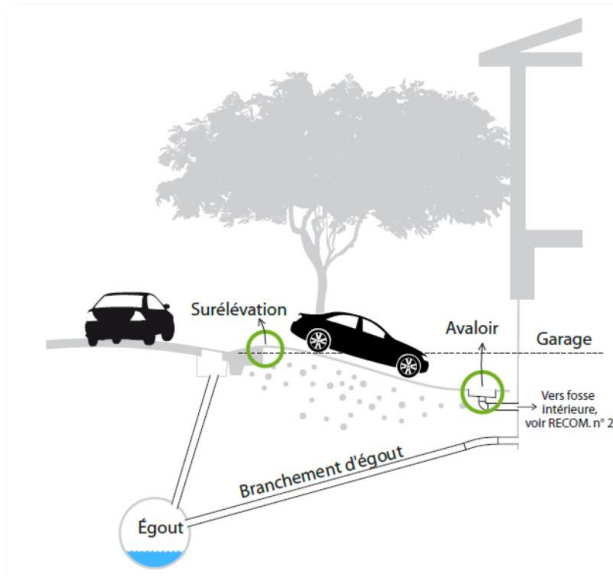 Surélévation
Avaloir
Garage
Vers fosse
intérieure,
voir RECOM. n° 2
Branchement d'égout
Égout